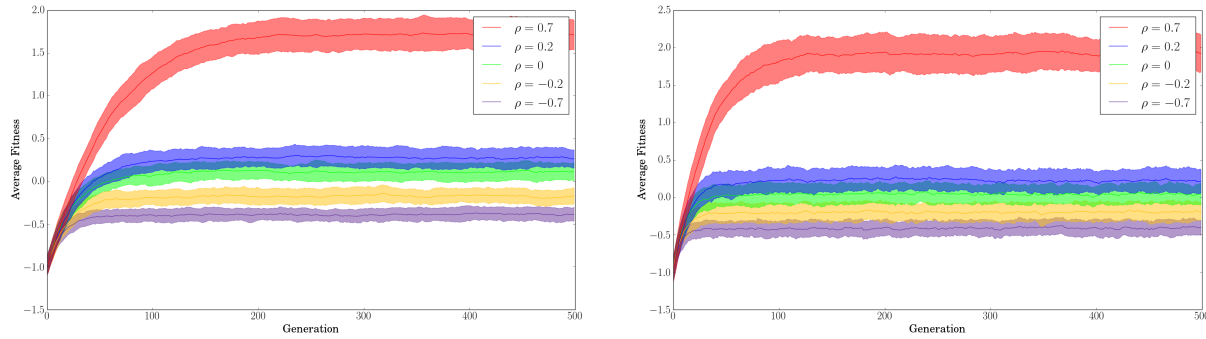 2.0
1.5
1.0
0.5
0.0
−0.5
−1.0
−1.5
Average Fitness
0 100 200 300 400 500
Generation
ρ = 0.7
ρ = 0.2
ρ = 0
ρ = −0.2
ρ = −0.7
2.5
2.0
1.5
1.0
0.5
0.0
−0.5
−1.0
−1.5
Average Fitness
0 100 200 300 400 500
Generation
ρ = 0.7
ρ = 0.2
ρ = 0
ρ = −0.2
ρ = −0.7